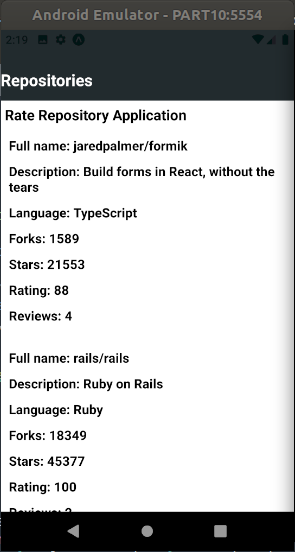 Android Emulator - PART10:5554
2:19
Repositories
Rate Repository Application
Full name: jaredpalmer/formik
Description: Build forms in React, without the
tears
Language: TypeScript
Forks: 1589
Stars: 21553
Rating: 88
Reviews: 4
Full name: rails/rails
Description: Ruby on Rails
Language: Ruby
Forks: 18349
Stars: 45377
Rating: 100
Reviews: 2